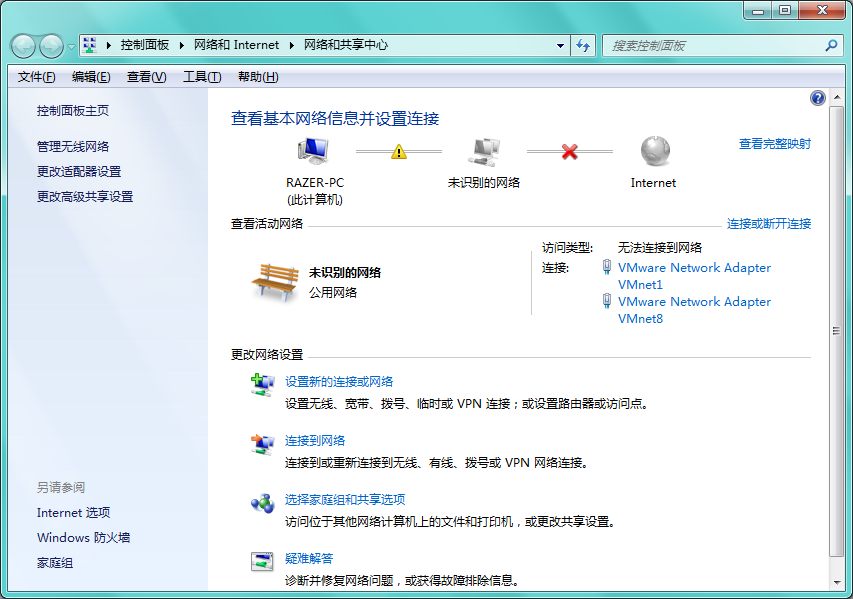 控制面板 ▸ 网络和 Internet ▸ 网络和共享中心
搜索控制面板
文件(F) 编辑(E) 查看(V) 工具(T) 帮助(H)
控制面板主页
管理无线网络
更改适配器设置
更改高级共享设置
另请参阅
Internet 选项
Windows 防火墙
家庭组
查看基本网络信息并设置连接
查看完整映射
RAZER-PC
(此计算机)
未识别的网络
Internet
查看活动网络
连接或断开连接
未识别的网络
公用网络
访问类型: 无法连接到网络
连接: VMware Network Adapter
VMnet1
VMware Network Adapter
VMnet8
更改网络设置
设置新的连接或网络
设置无线、宽带、拨号、临时或 VPN 连接；或设置路由器或访问点。
连接到网络
连接到或重新连接到无线、有线、拨号或 VPN 网络连接。
选择家庭组和共享选项
访问位于其他网络计算机上的文件和打印机，或更改共享设置。
疑难解答
诊断并修复网络问题，或获得故障排除信息。